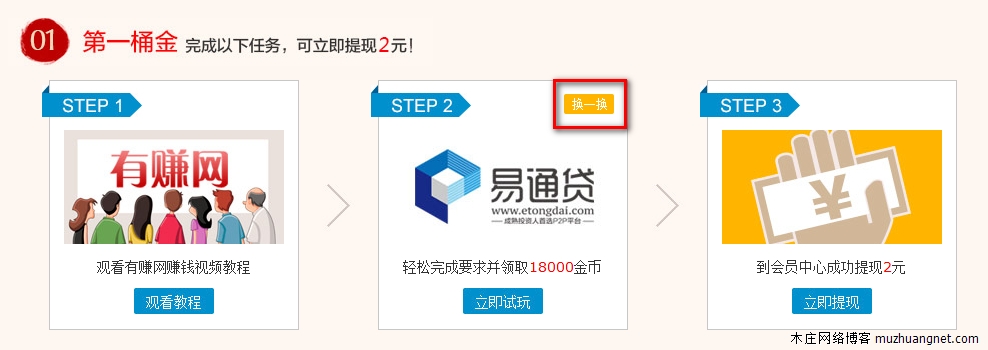 01 第一桶金 完成以下任务，可立即提现2元!
STEP 1
有赚网
观看有赚网赚钱视频教程
观看教程
STEP 2
换一换
易通贷
www.etongdai.com
成熟投资人首选P2P平台
轻松完成要求并领取18000金币
立即试玩
STEP 3
¥
到会员中心成功提现2元
立即提现
木庄网络博客 muzhuangnet.com